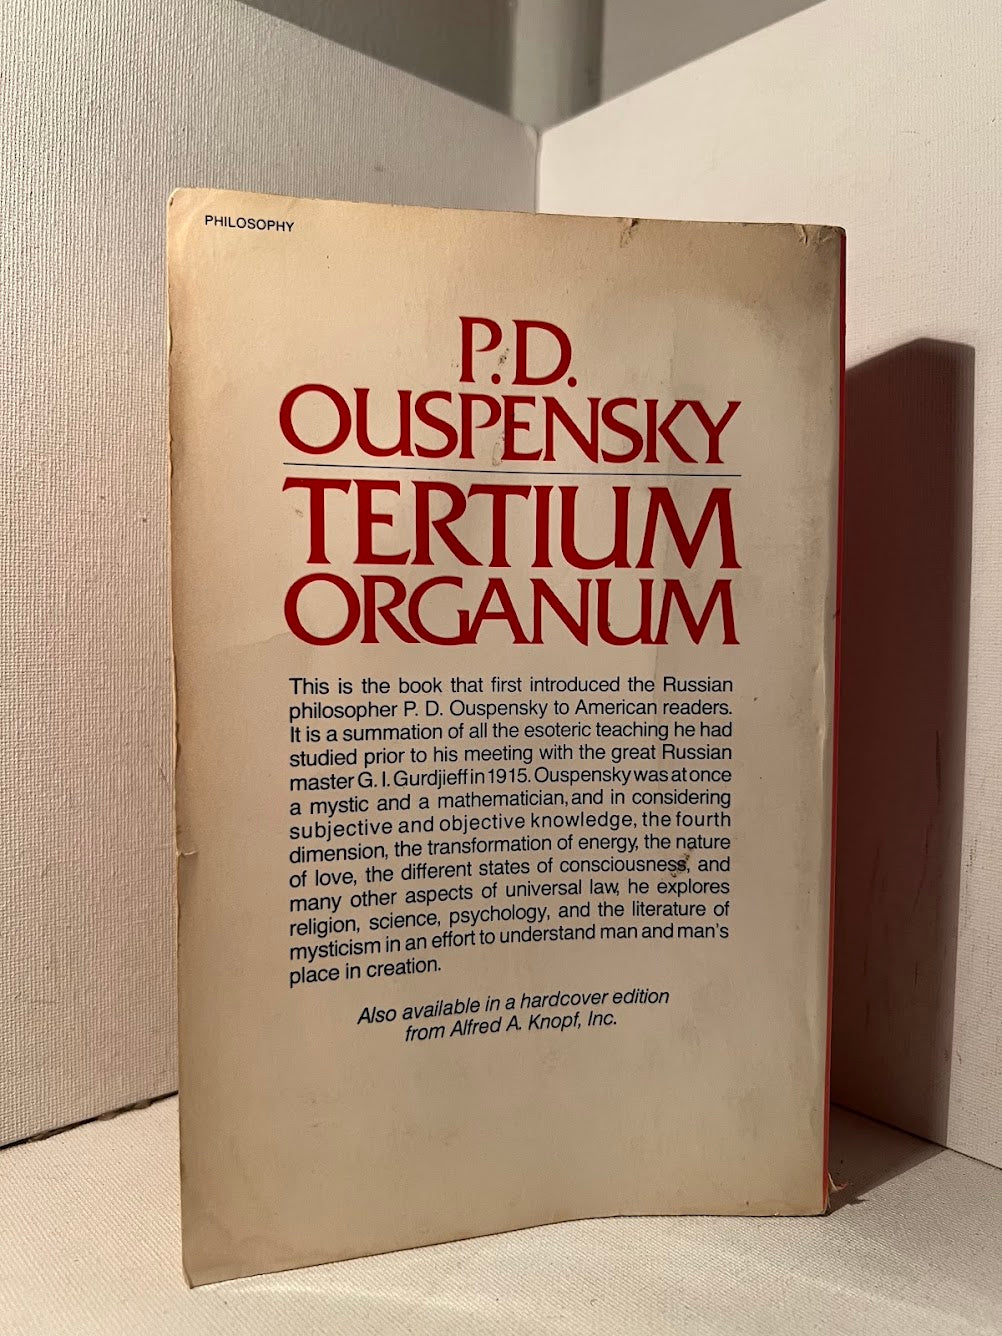 PHILOSOPHY
P.D.
OUSPENSKY
TERTIUM
ORGANUM
This is the book that first introduced the Russian
philosopher P. D. Ouspensky to American readers.
It is a summation of all the esoteric teaching he had
studied prior to his meeting with the great Russian
master G. I. Gurdjieff in 1915. Ouspensky was at once
a mystic and a mathematician, and in considering
subjective and objective knowledge, the fourth
dimension, the transformation of energy, the nature
of love, the different states of consciousness, and
many other aspects of universal law, he explores
religion, science, psychology, and the literature of
mysticism in an effort to understand man and man's
place in creation.
Also available in a hardcover edition
from Alfred A. Knopf, Inc.